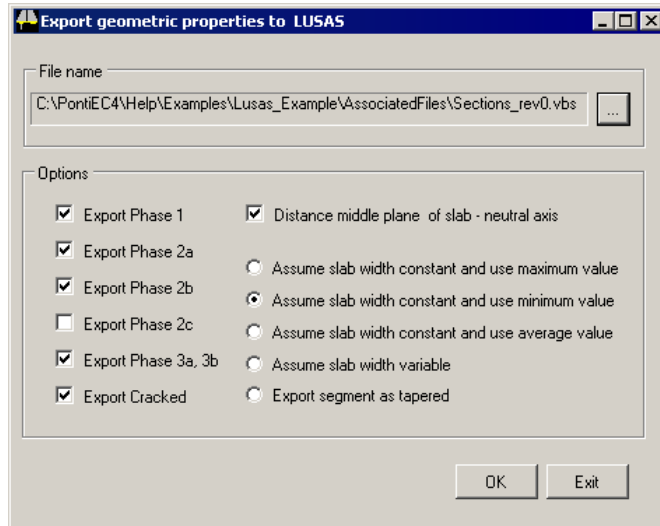 Export geometric properties to LUSAS
File name
C:\PontiEC4\Help\Examples\Lusas_Example\AssociatedFiles\Sections_rev0.vbs
...
Options
Export Phase 1
Distance middle plane of slab - neutral axis
Export Phase 2a
Assume slab width constant and use maximum value
Export Phase 2b
Assume slab width constant and use minimum value
Export Phase 2c
Assume slab width constant and use average value
Export Phase 3a, 3b
Assume slab width variable
Export Cracked
Export segment as tapered
OK
Exit